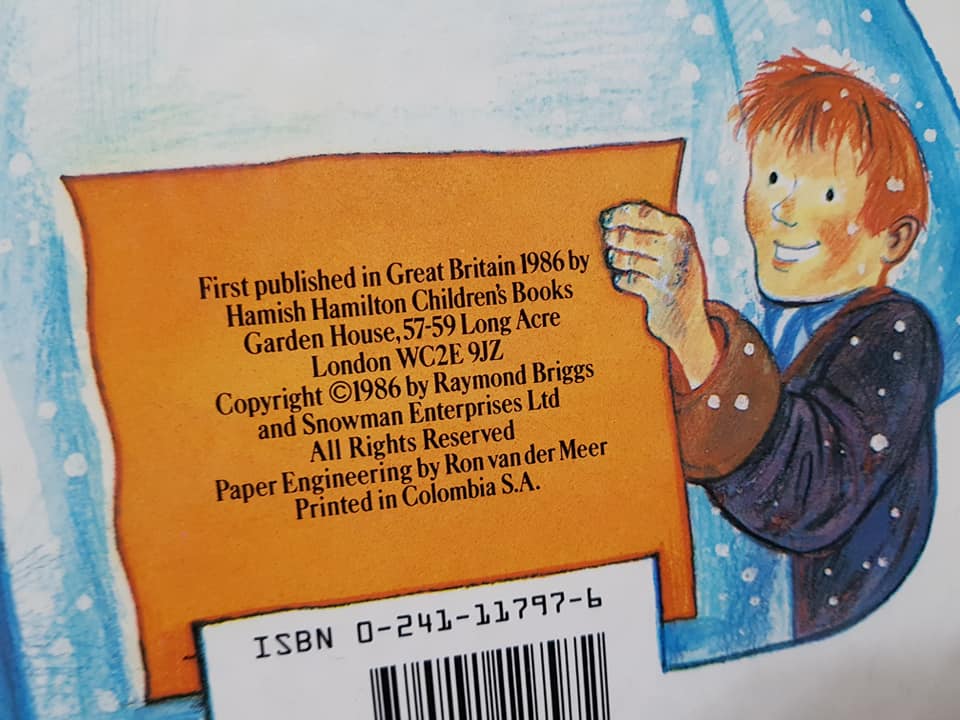 First published in Great Britain 1986 by
Hamish Hamilton Children's Books
Garden House, 57-59 Long Acre
London WC2E 9JZ
Copyright ©1986 by Raymond Briggs
and Snowman Enterprises Ltd
All Rights Reserved
Paper Engineering by Ron van der Meer
Printed in Colombia S.A.
ISBN 0-241-11797-6